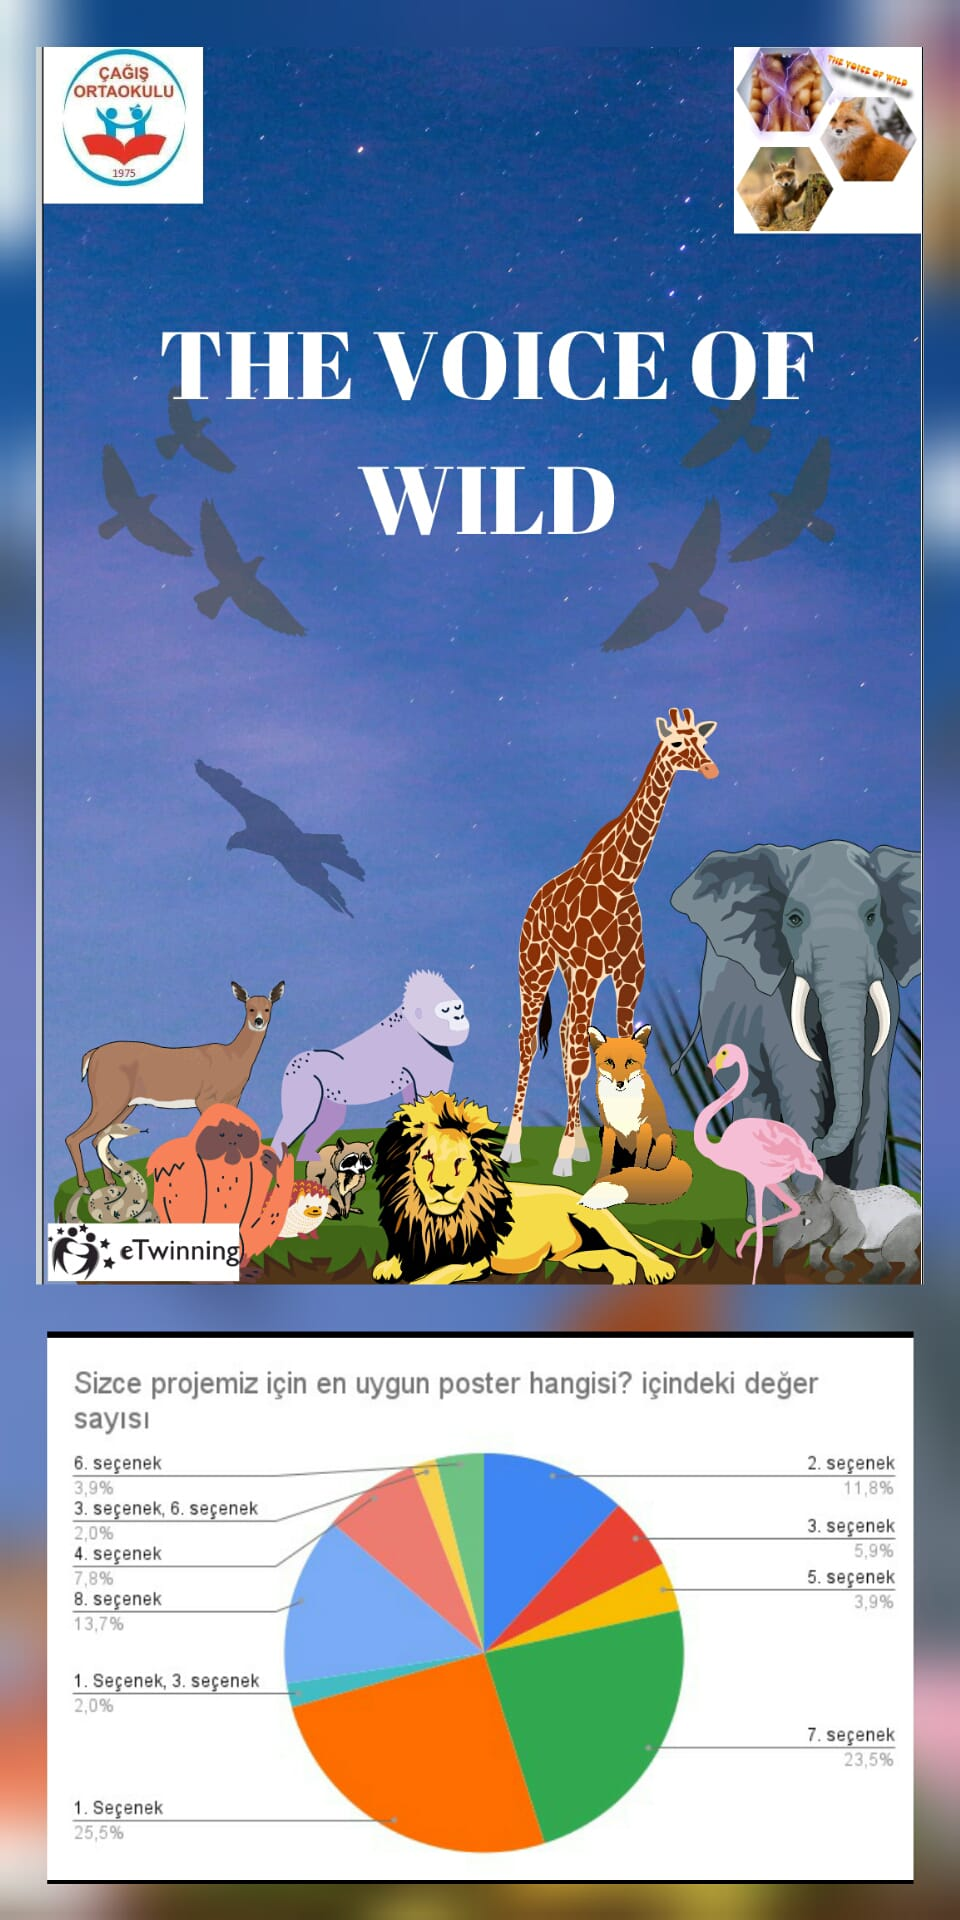 ÇAĞIŞ
ORTAOKULU
1975
THE VOICE OF WILD
THE VOICE OF
WILD
eTwinning
Sizce projemiz için en uygun poster hangisi? içindeki değer
sayısı
6. seçenek
3,9%
3. seçenek, 6. seçenek
2,0%
4. seçenek
7,8%
8. seçenek
13,7%
1. Seçenek, 3. seçenek
2,0%
1. Seçenek
25,5%
2. seçenek
11,8%
3. seçenek
5,9%
5. seçenek
3,9%
7. seçenek
23,5%